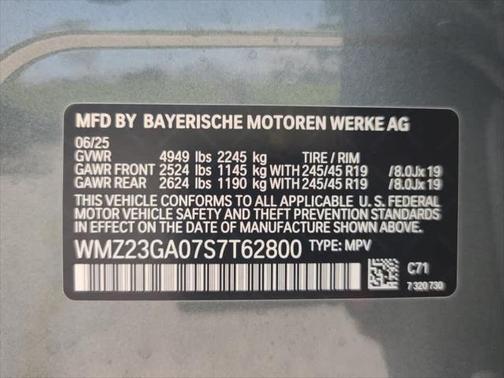 MFD BY BAYERISCHE MOTOREN WERKE AG
06/25
GVWR 4949 lbs 2245 kg TIRE / RIM
GAWR FRONT 2524 lbs 1145 kg WITH 245/45 R19 /8.0Jx19
GAWR REAR 2624 lbs 1190 kg WITH 245/45 R19 /8.0Jx19
THIS VEHICLE CONFORMS TO ALL APPLICABLE U. S. FEDERAL
MOTOR VEHICLE SAFETY, BUMPER, AND THEFT PREVENTION
STANDARDS IN EFFECT ON THE DATE OF MANUFACTURE SHOWN ABOVE.
WMZ23GA07S7T62800 TYPE: MPV
C71
7 320 730